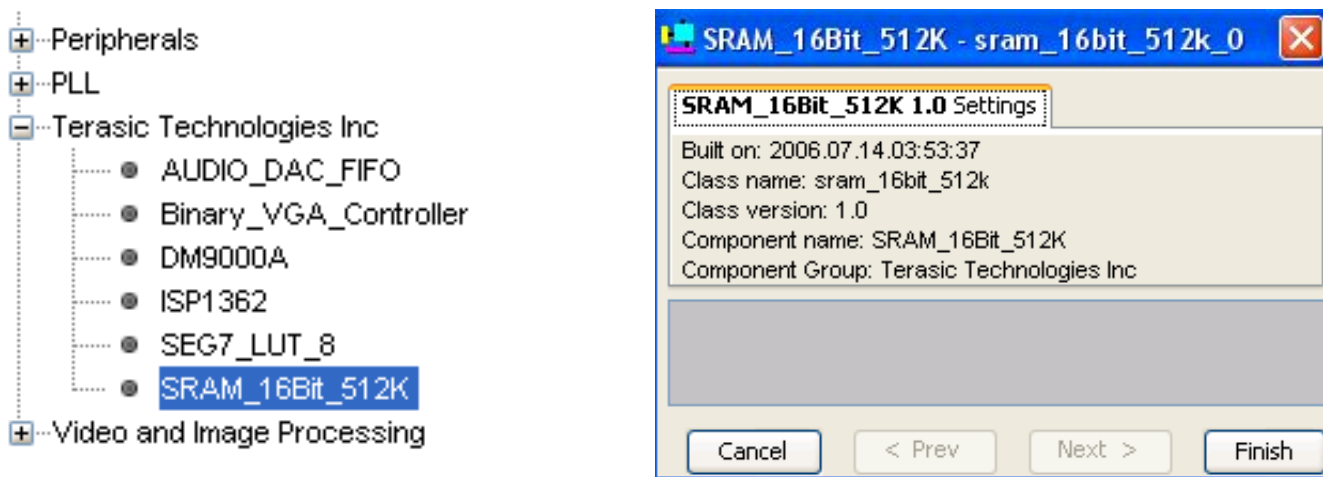 Peripherals
PLL
Terasic Technologies Inc
AUDIO_DAC_FIFO
Binary_VGA_Controller
DM9000A
ISP1362
SEG7_LUT_8
SRAM_16Bit_512K
Video and Image Processing
SRAM_16Bit_512K - sram_16bit_512k_0
SRAM_16Bit_512K 1.0 Settings
Built on: 2006.07.14.03:53:37
Class name: sram_16bit_512k
Class version: 1.0
Component name: SRAM_16Bit_512K
Component Group: Terasic Technologies Inc
Cancel < Prev Next > Finish